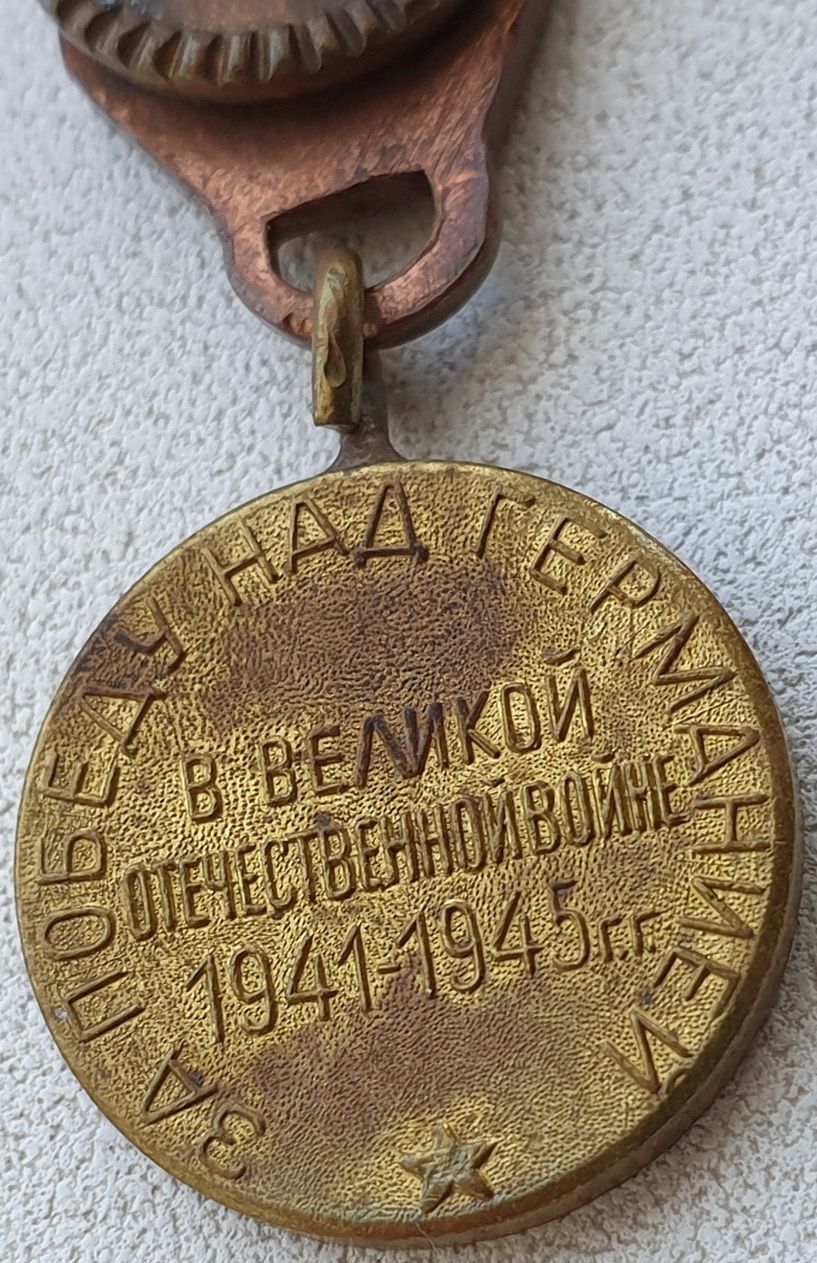 ЗА ПОБЕДУ НАД ГЕРМАНИЕЙ
В ВЕЛИКОЙ
ОТЕЧЕСТВЕННОЙ ВОЙНЕ
1941-1945 г.г.